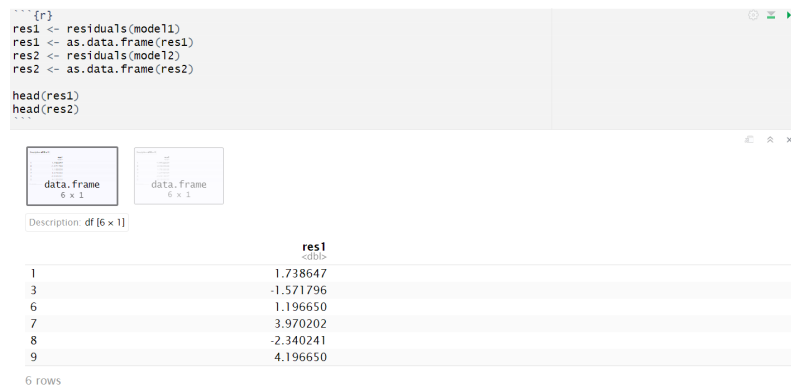 ```{r}
res1 <- residuals(model1)
res1 <- as.data.frame(res1)
res2 <- residuals(model2)
res2 <- as.data.frame(res2)
head(res1)
head(res2)
```
data.frame
6 x 1
data.frame
6 x 1
Description: df [6 × 1]
res1
<dbl>
1 1.738647
3 -1.571796
6 1.196650
7 3.970202
8 -2.340241
9 4.196650
6 rows